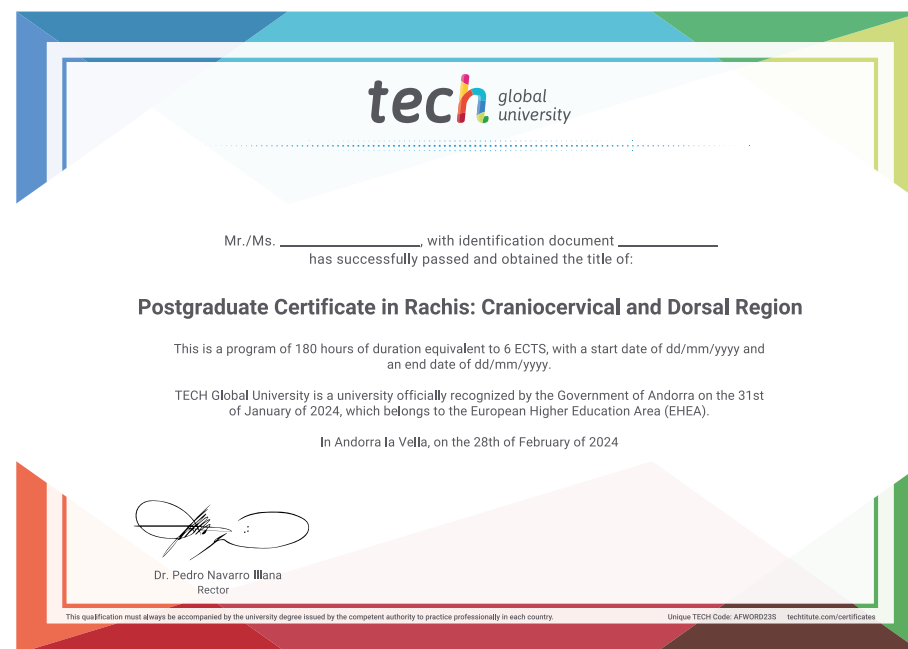 tech global
university
Mr./Ms. ____________________, with identification document ______________
has successfully passed and obtained the title of:
Postgraduate Certificate in Rachis: Craniocervical and Dorsal Region
This is a program of 180 hours of duration equivalent to 6 ECTS, with a start date of dd/mm/yyyy and
an end date of dd/mm/yyyy.
TECH Global University is a university officially recognized by the Government of Andorra on the 31st
of January of 2024, which belongs to the European Higher Education Area (EHEA).
In Andorra la Vella, on the 28th of February of 2024
Dr. Pedro Navarro Illana
Rector
This qualification must always be accompanied by the university degree issued by the competent authority to practice professionally in each country.
Unique TECH Code: AFWORD23S techtitute.com/certificates